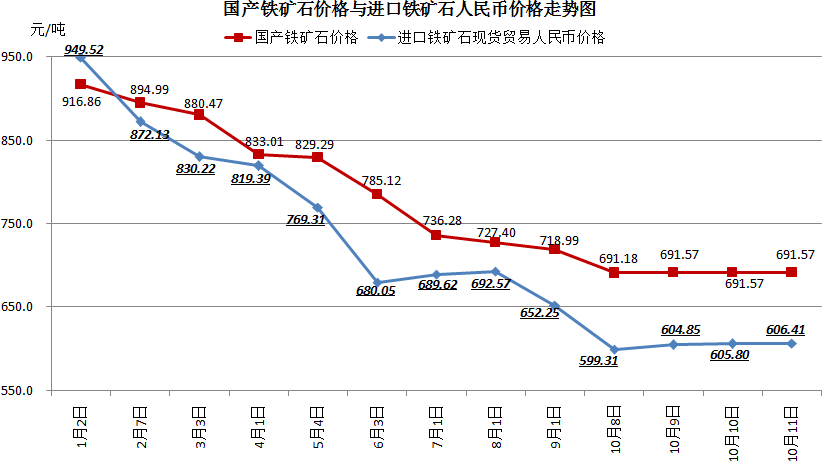 国产铁矿石价格与进口铁矿石人民币价格走势图
元/吨
国产铁矿石价格 进口铁矿石现货贸易人民币价格
950.0
850.0
750.0
650.0
550.0
949.52
916.86
894.99
872.13
880.47
830.22
833.01
819.39
829.29
769.31
785.12
680.05
736.28
689.62
727.40
692.57
718.99
652.25
691.18
599.31
691.57
604.85
691.57
605.80
691.57
606.41
1月2日
2月7日
3月3日
4月1日
5月4日
6月3日
7月1日
8月1日
9月1日
10月8日
10月9日
10月10日
10月11日